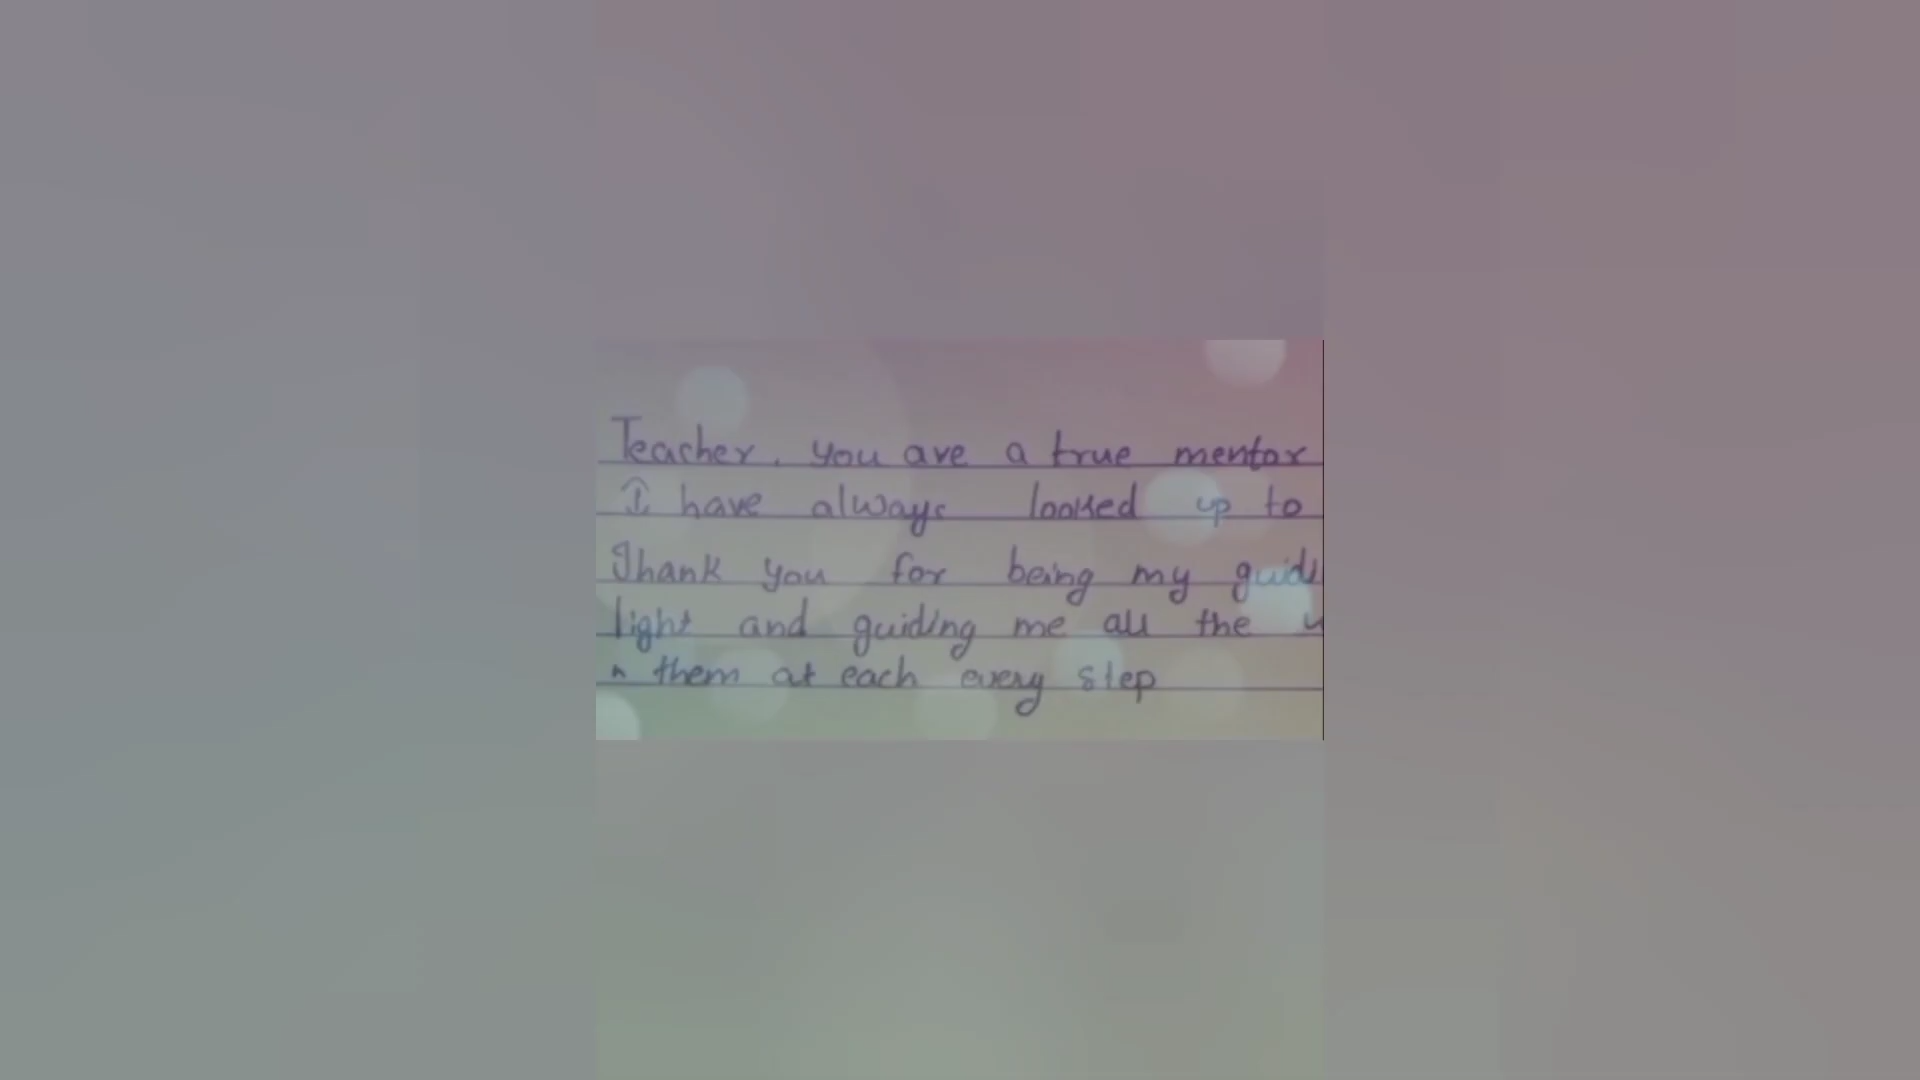 Teacher, you are a true mentor
I have always looked up to
Thank you for being my
light and guiding me all the
them at each every step